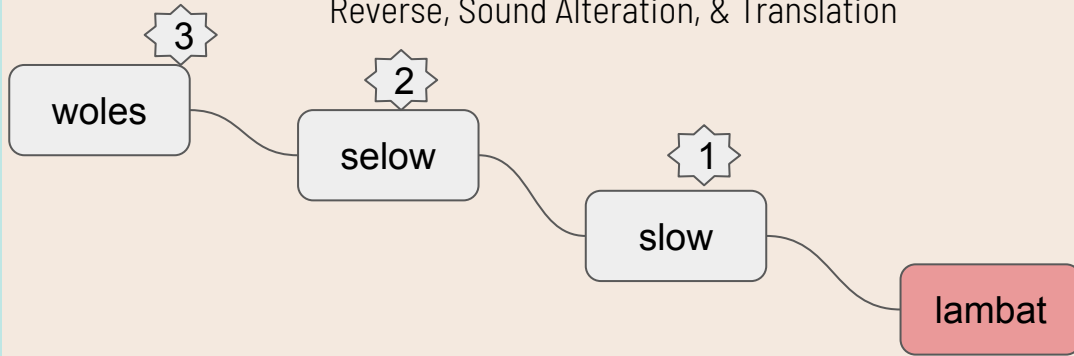 Reverse, Sound Alteration, & Translation
3
woles
2
selow
1
slow
lambat